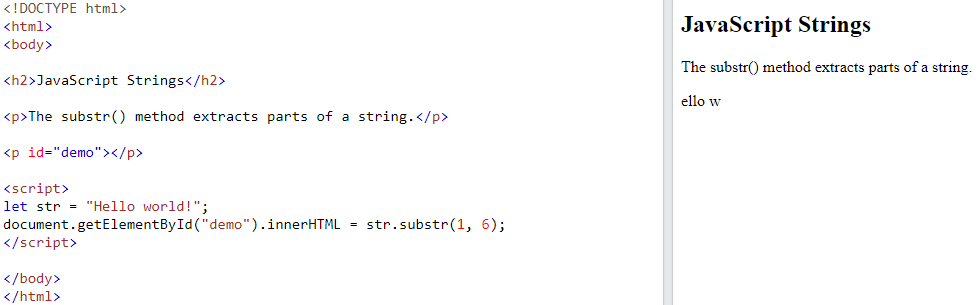 <!DOCTYPE html>
<html>
<body>
<h2>JavaScript Strings</h2>
<p>The substr() method extracts parts of a string.</p>
<p id="demo"></p>
<script>
let str = "Hello world!";
document.getElementById("demo").innerHTML = str.substr(1, 6);
</script>
</body>
</html>
JavaScript Strings
The substr() method extracts parts of a string.
ello w